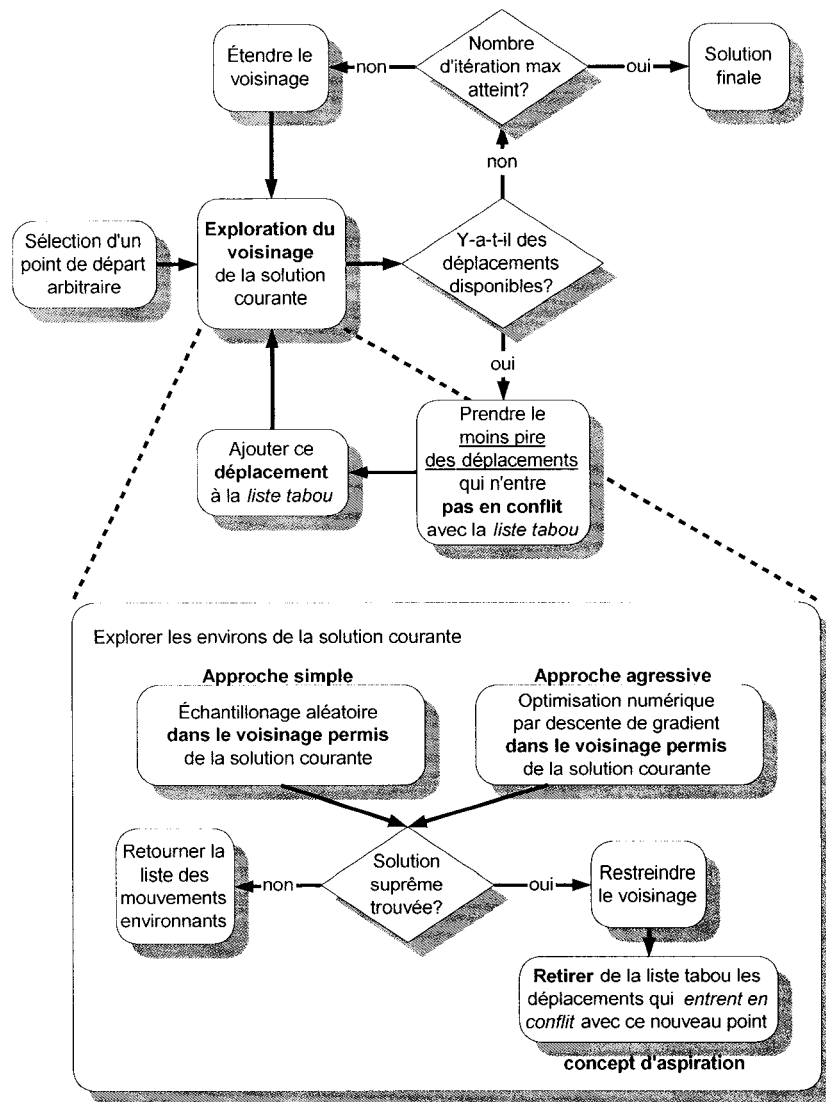 Étendre le
voisinage
non
Nombre
d'itération max
atteint?
oui
Solution
finale
non
Sélection d'un
point de départ
arbitraire
Exploration du
voisinage
de la solution
courante
Y-a-t-il des
déplacements
disponibles?
oui
Ajouter ce
déplacement
à la liste tabou
Prendre le
moins pire
des déplacements
qui n'entre
pas en conflit
avec la liste tabou
Explorer les environs de la solution courante
Approche simple
Échantillonage aléatoire
dans le voisinage permis
de la solution courante
Approche agressive
Optimisation numérique
par descente de gradient
dans le voisinage permis
de la solution courante
Retourner la
liste des
mouvements
environnants
non
Solution
suprême
trouvée?
oui
Restreindre
le voisinage
Retirer de la liste tabou les
déplacements qui entrent en
conflit avec ce nouveau point
concept d'aspiration